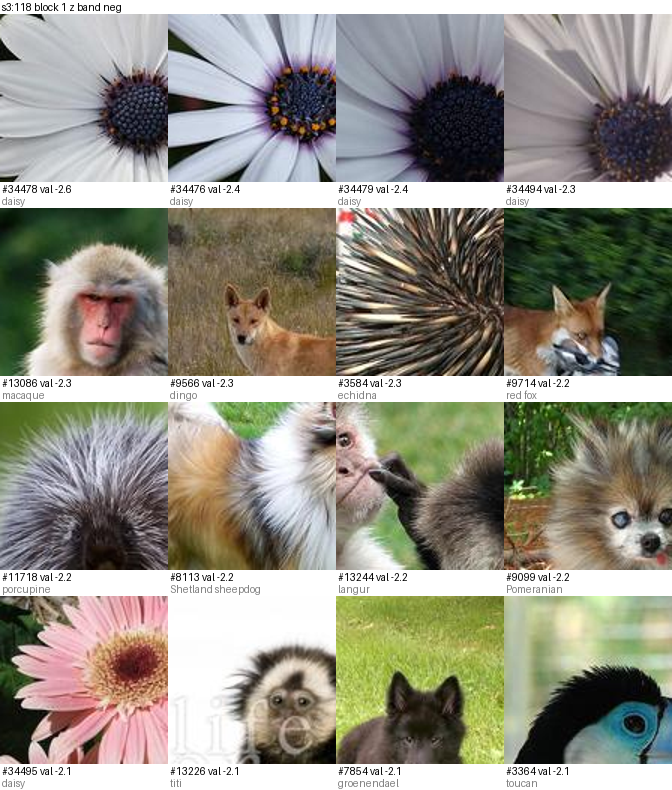 s3:118 block 1 z band neg
#34478 val -2.6
daisy
#34476 val -2.4
daisy
#34479 val -2.4
daisy
#34494 val -2.3
daisy
#13086 val -2.3
macaque
#9566 val -2.3
dingo
#3584 val -2.3
echidna
#9714 val -2.2
red fox
#11718 val -2.2
porcupine
#8113 val -2.2
Shetland sheepdog
#13244 val -2.2
langur
#9099 val -2.2
Pomeranian
life
#34495 val -2.1
daisy
#13226 val -2.1
titi
#7854 val -2.1
groenendael
#3364 val -2.1
toucan